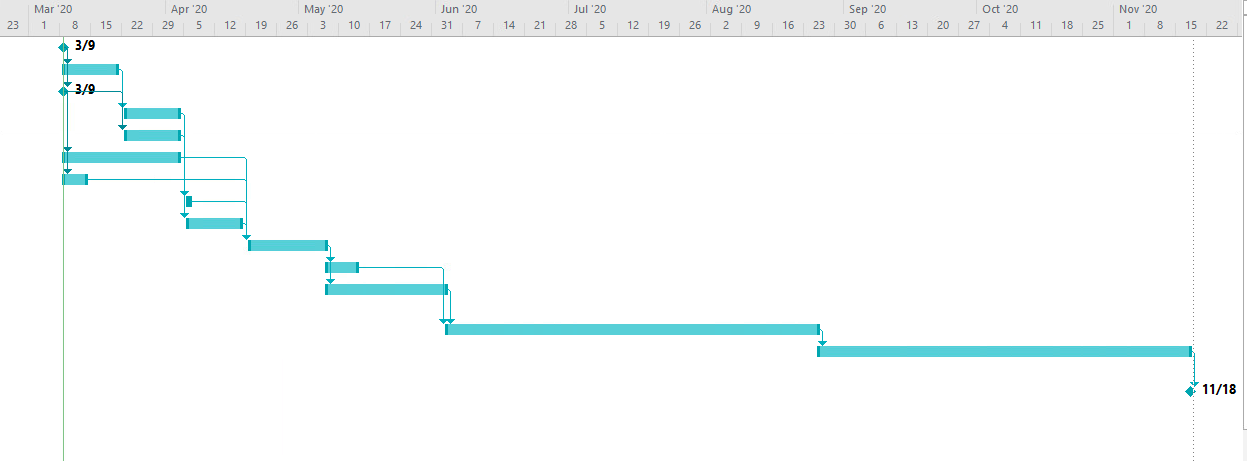 Mar '20 Apr '20 May '20 Jun '20 Jul '20 Aug '20 Sep '20 Oct '20 Nov '20
23 1 8 15 22 29 5 12 19 26 3 10 17 24 31 7 14 21 28 5 12 19 26 2 9 16 23 30 6 13 20 27 4 11 18 25 1 8 15 22
3/9
3/9
11/18